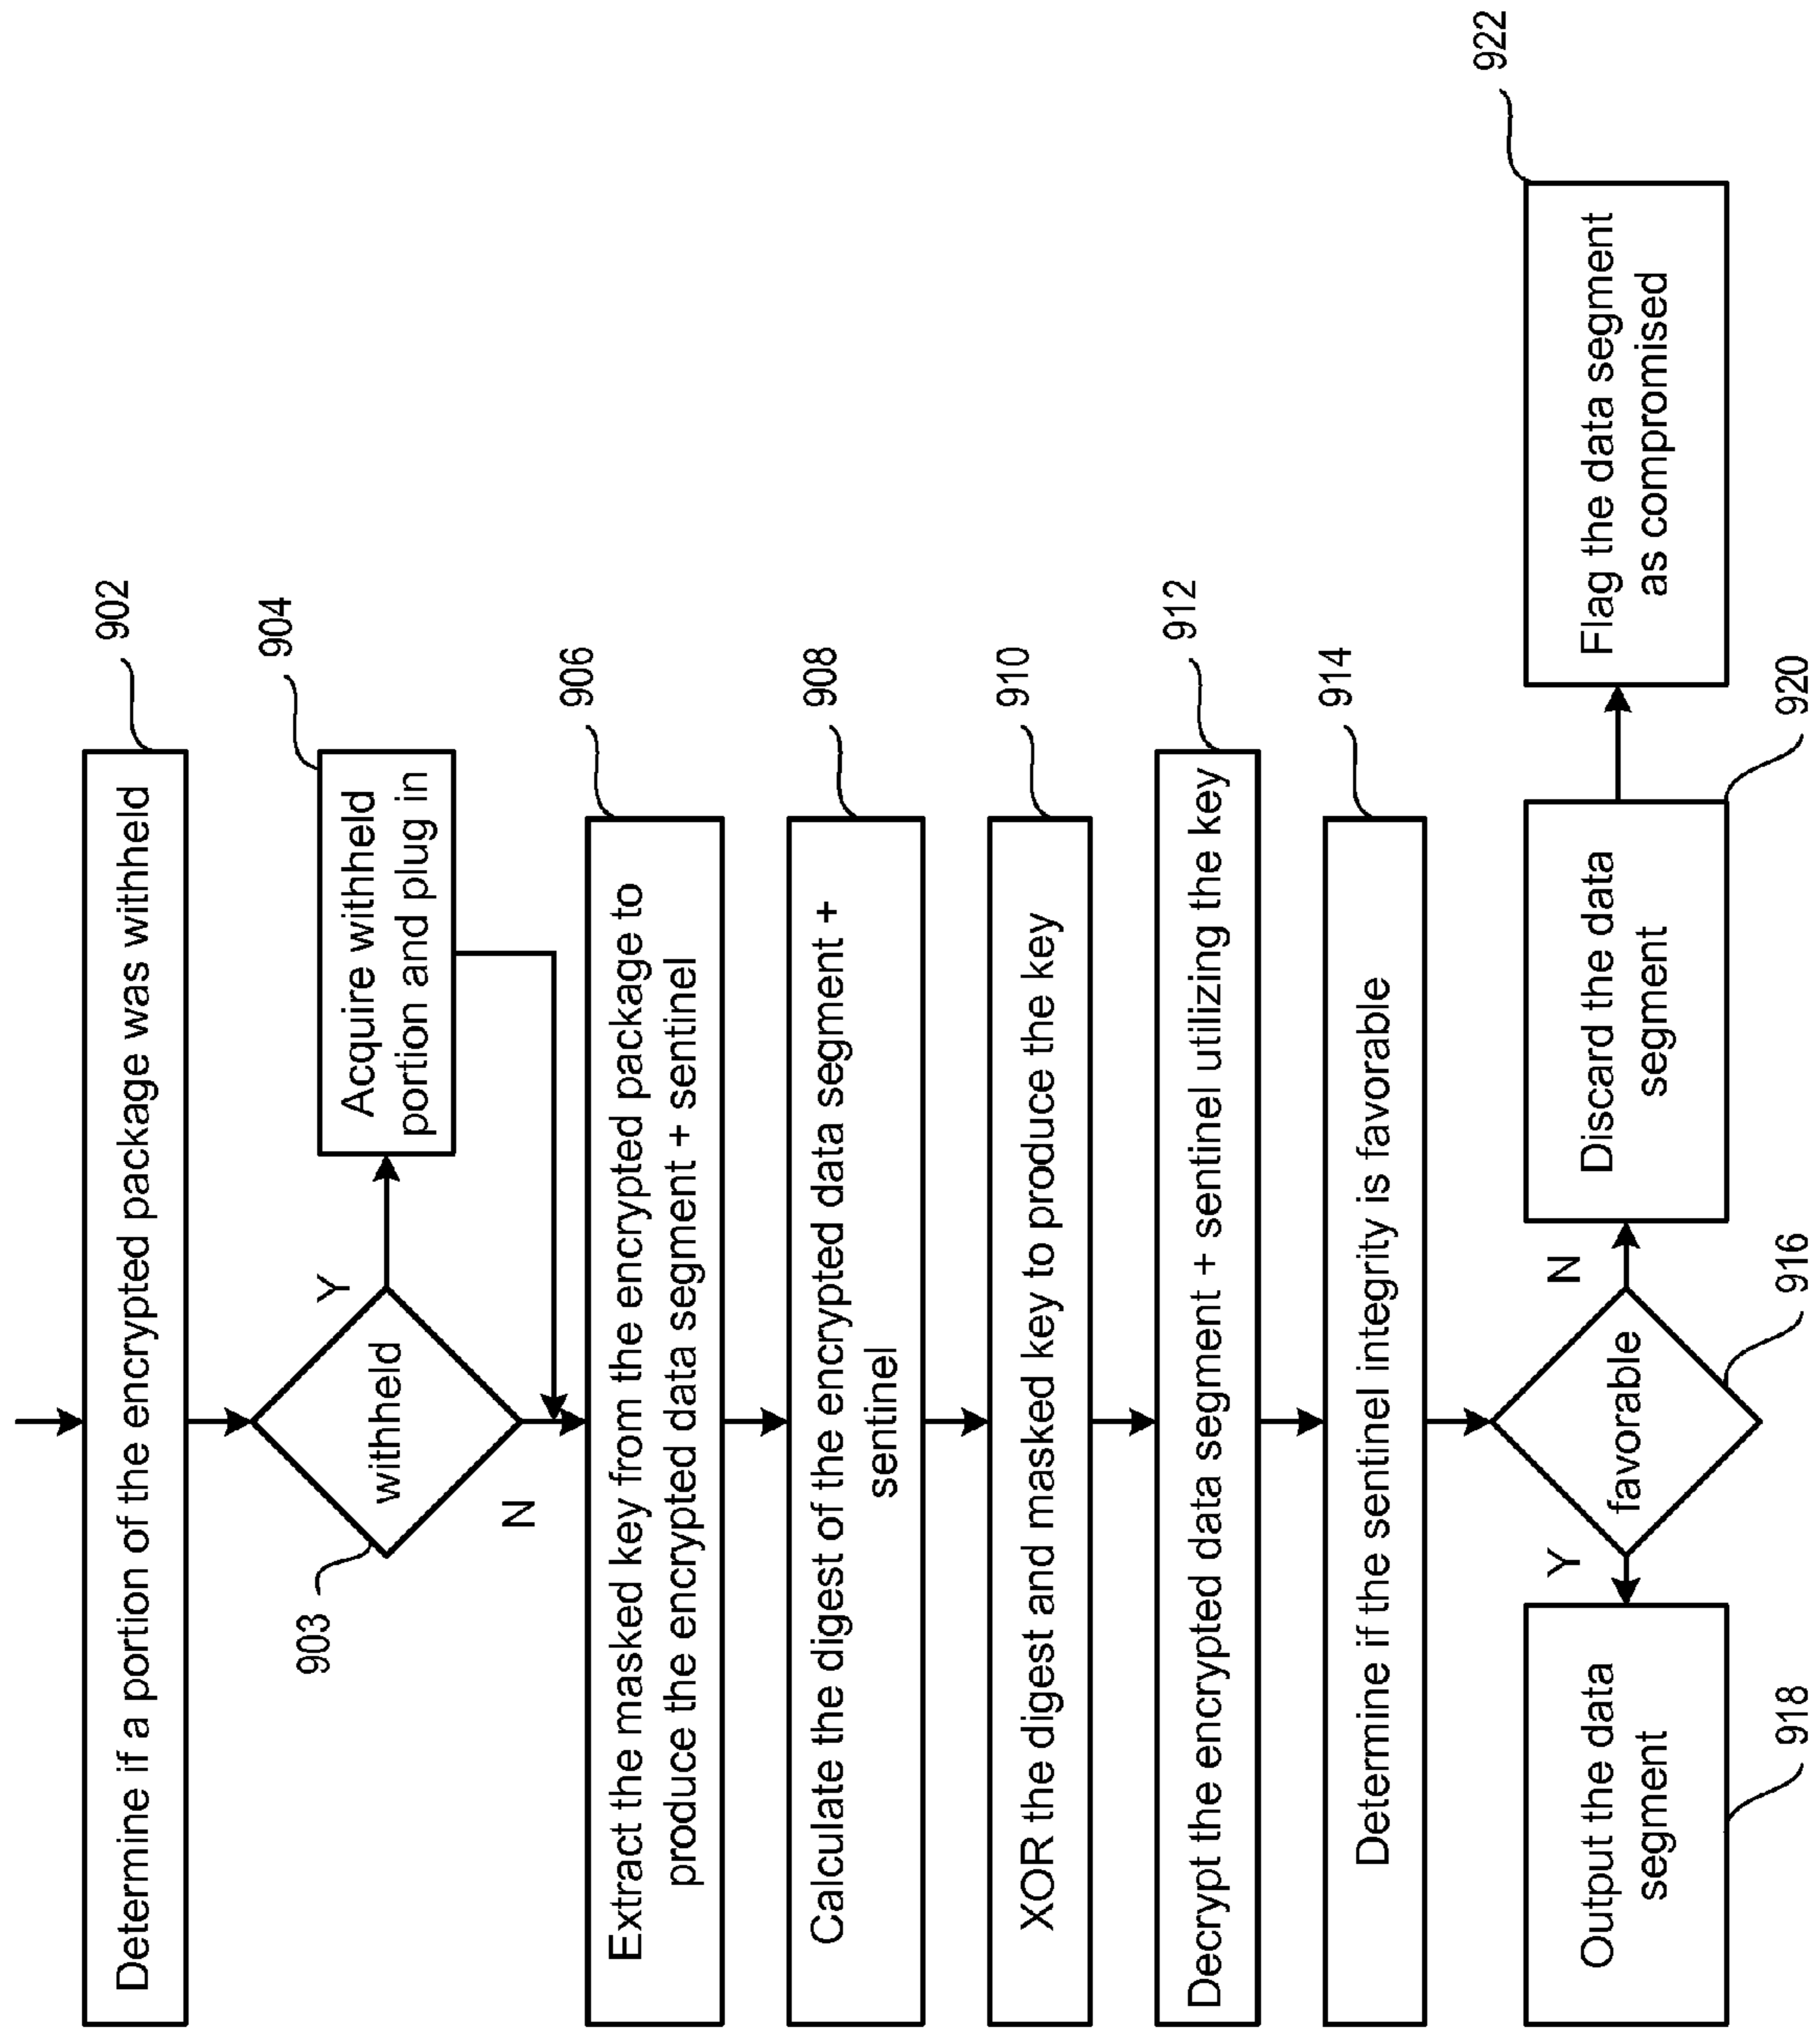 902
Determine if a portion of the encrypted package was withheld
903
withheld
Y
N
904
Acquire withheld
portion and plug in
906
Extract the masked key from the encrypted package to
produce the encrypted data segment + sentinel
908
Calculate the digest of the encrypted data segment +
sentinel
910
XOR the digest and masked key to produce the key
912
Decrypt the encrypted data segment + sentinel utilizing the key
914
Determine if the sentinel integrity is favorable
favorable
916
Y
N
Output the data
segment
918
Discard the data
segment
920
Flag the data segment
as compromised
922